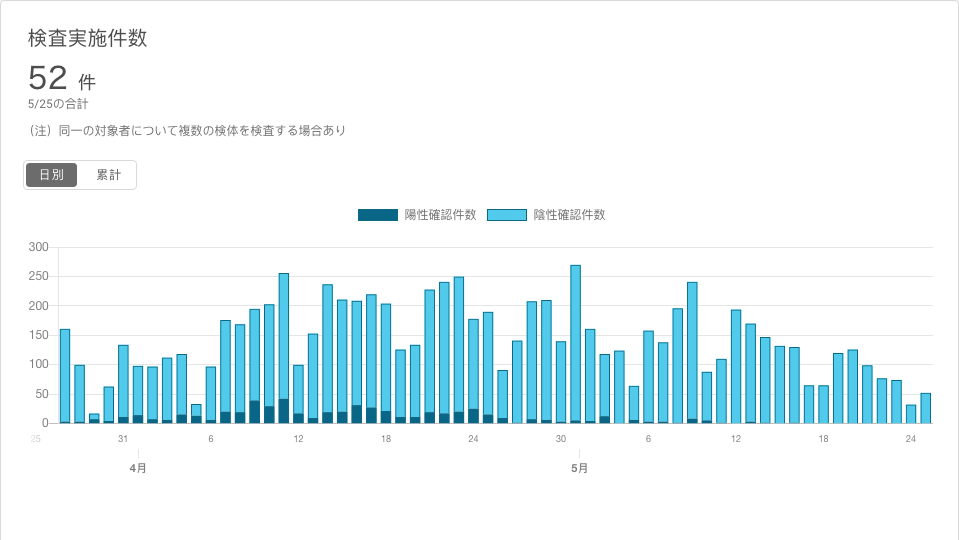 検査実施件数
52 件
5/25の合計
（注）同一の対象者について複数の検体を検査する場合あり
日別 累計
陽性確認件数 陰性確認件数
300
250
200
150
100
50
0
25 31 6 12 18 24 30 6 12 18 24
4月 5月